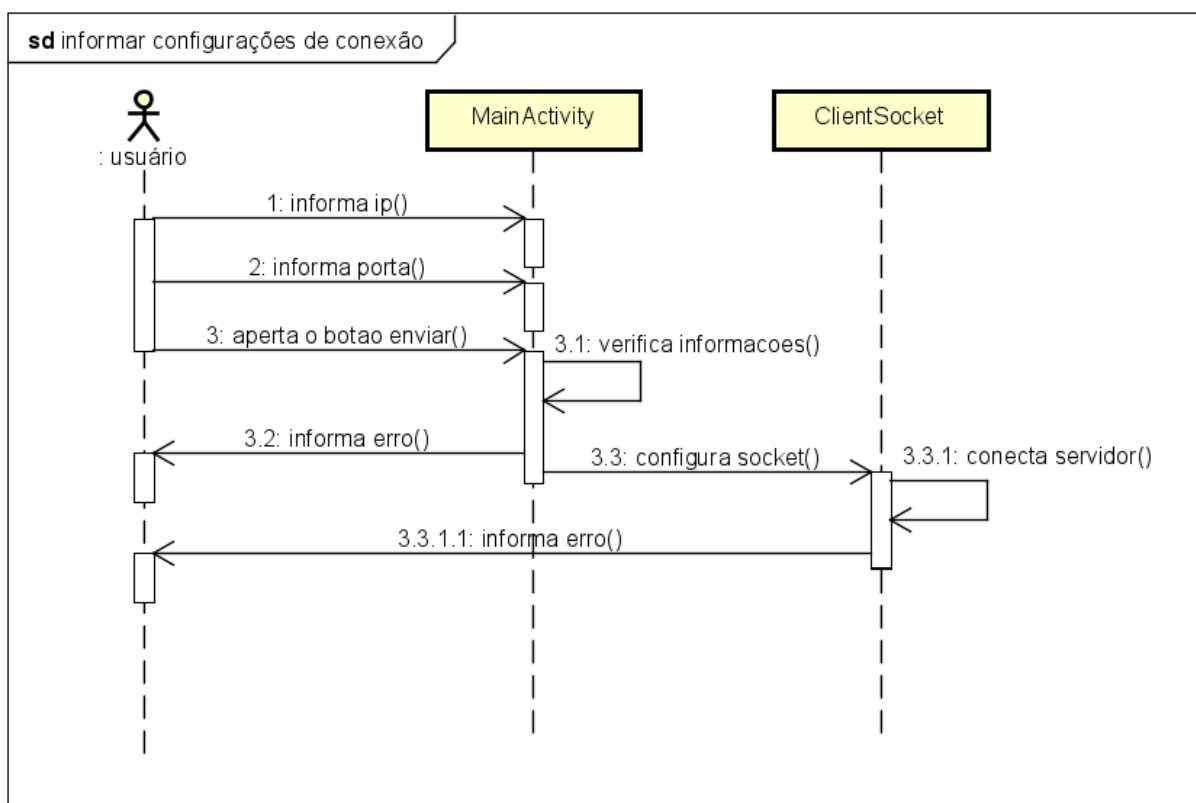 sd informar configurações de conexão
: usuário
MainActivity
ClientSocket
1: informa ip()
2: informa porta()
3: aperta o botao enviar()
3.1: verifica informacoes()
3.2: informa erro()
3.3: configura socket()
3.3.1: conecta servidor()
3.3.1.1: informa erro()